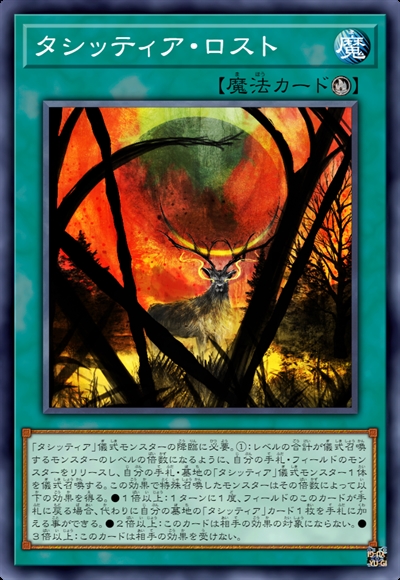 タシッティア・ロスト
魔
【魔法カード】
「タシッティア」儀式モンスターの降臨に必要。①:レベルの合計が儀式召喚
するモンスターのレベルの倍数になるように、自分の手札・フィールドのモン
スターをリリースし、自分の手札・墓地の「タシッティア」儀式モンスター1体
を儀式召喚する。この効果で特殊召喚したモンスターはその倍数によって以
下の効果を得る。●1倍以上:1ターンに1度、フィールドのこのカードが手
札に戻る場合、代わりに自分の墓地の「タシッティア」カード1枚を手札に加
える事ができる。●2倍以上:このカードは相手の効果の対象にならない。●
3倍以上:このカードは相手の効果を受けない。